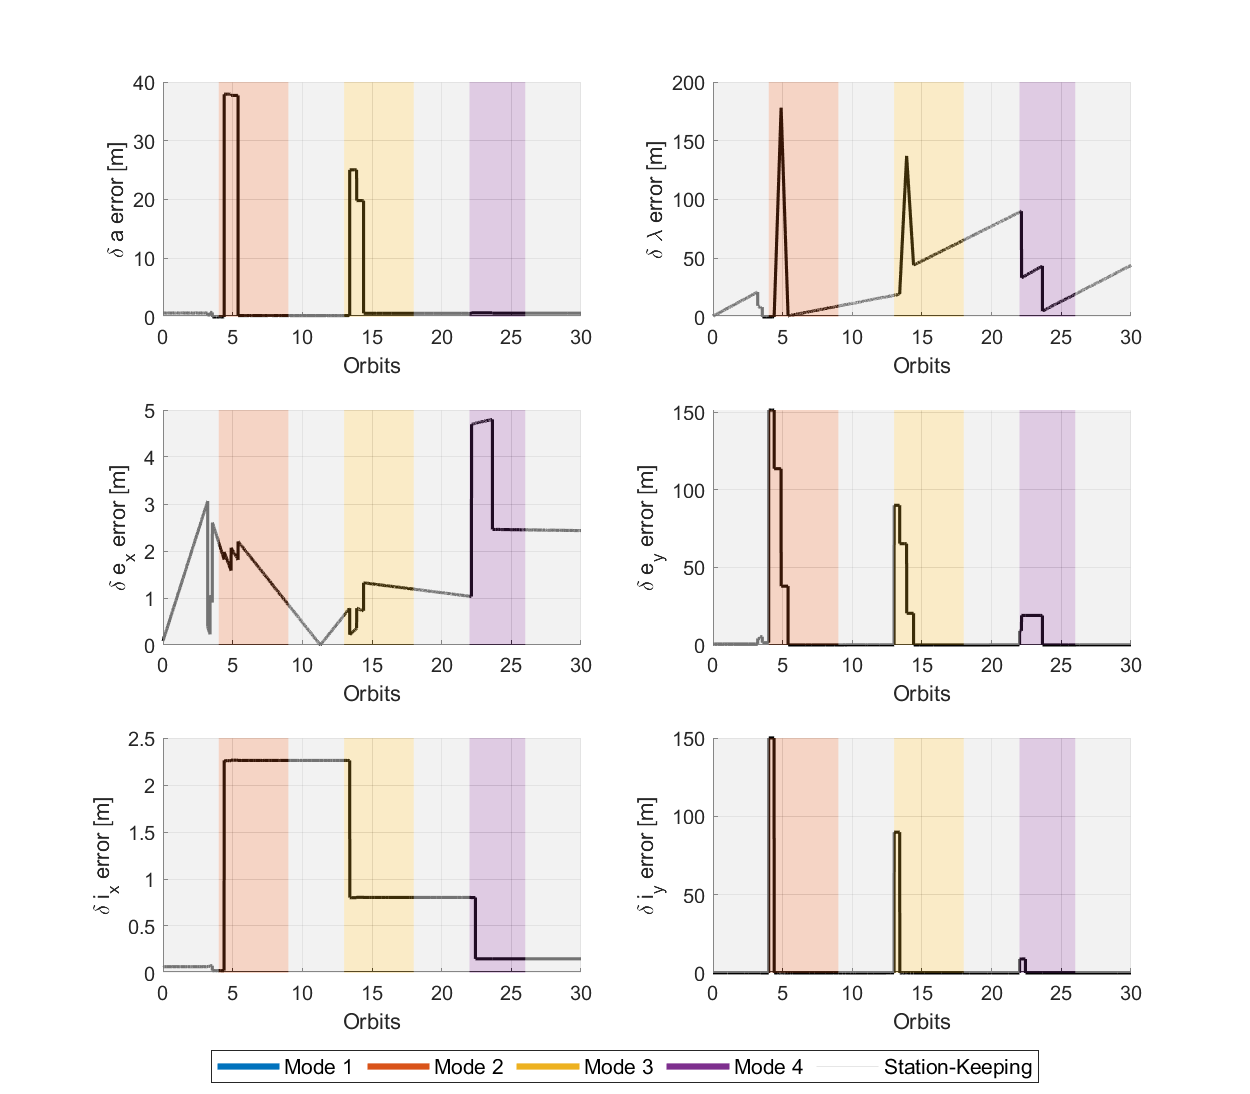 40
30
20
10
0
δ a error [m]
0 5 10 15 20 25 30
Orbits
200
150
100
50
0
δ λ error [m]
0 5 10 15 20 25 30
Orbits
5
4
3
2
1
0
δ e_x error [m]
0 5 10 15 20 25 30
Orbits
150
100
50
0
δ e_y error [m]
0 5 10 15 20 25 30
Orbits
2.5
2
1.5
1
0.5
0
δ i_x error [m]
0 5 10 15 20 25 30
Orbits
150
100
50
0
δ i_y error [m]
0 5 10 15 20 25 30
Orbits
Mode 1 Mode 2 Mode 3 Mode 4 Station-Keeping